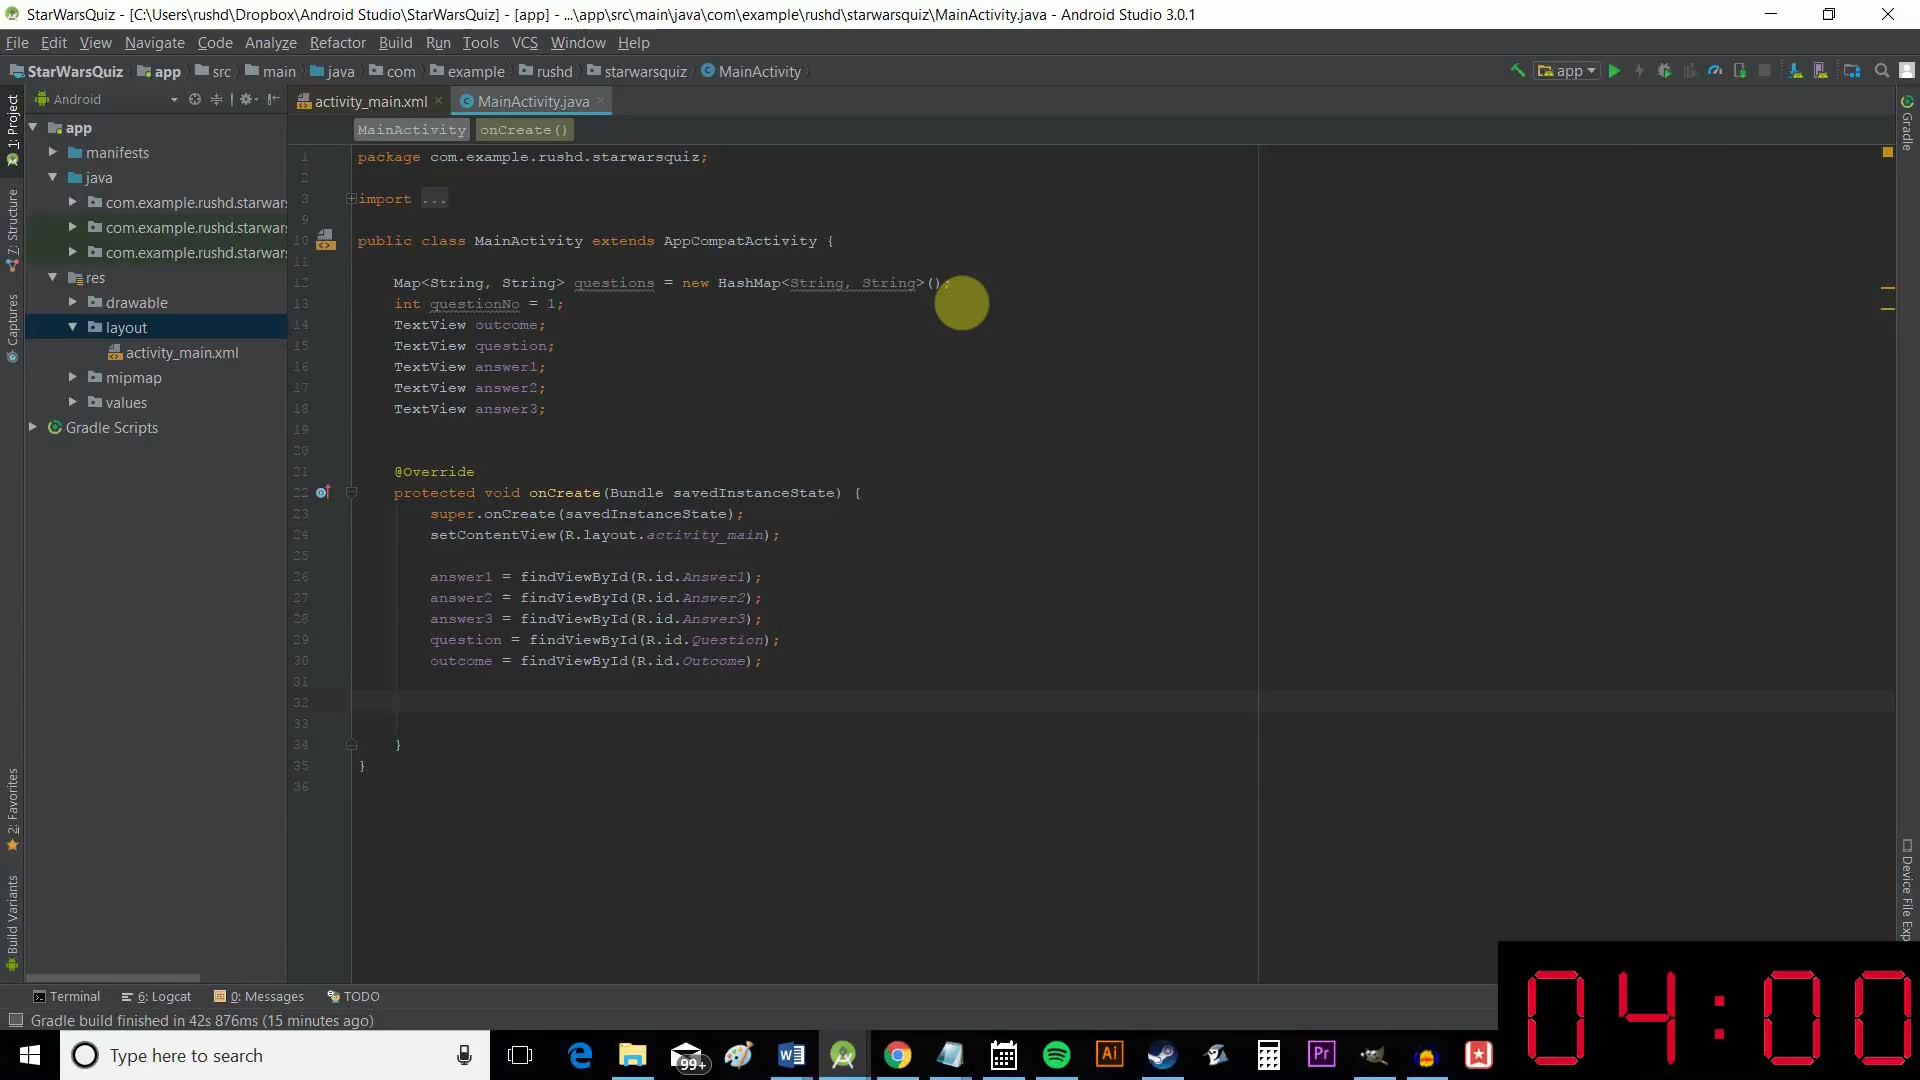 StarWarsQuiz - [C:\Users\rushd\Dropbox\Android Studio\StarWarsQuiz] - [app] - ...\app\src\main\java\com\example\rushd\starwarsquiz\MainActivity.java - Android Studio 3.0.1
File Edit View Navigate Code Analyze Refactor Build Run Tools VCS Window Help
StarWarsQuiz app src main java com example rushd starwarsquiz MainActivity
app
Android
activity_main.xml
MainActivity.java
MainActivity onCreate()
1: Project
7: Structure
Captures
2: Favorites
Build Variants
Gradle
app
manifests
java
com.example.rushd.starwars
com.example.rushd.starwars
com.example.rushd.starwars
res
drawable
layout
activity_main.xml
mipmap
values
Gradle Scripts
1 package com.example.rushd.starwarsquiz;
2
3 import ...
9
10 public class MainActivity extends AppCompatActivity {
11
12 Map<String, String> questions = new HashMap<String, String>();
13 int questionNo = 1;
14 TextView outcome;
15 TextView question;
16 TextView answer1;
17 TextView answer2;
18 TextView answer3;
19
20
21 @Override
22 protected void onCreate(Bundle savedInstanceState) {
23 super.onCreate(savedInstanceState);
24 setContentView(R.layout.activity_main);
25
26 answer1 = findViewById(R.id.Answer1);
27 answer2 = findViewById(R.id.Answer2);
28 answer3 = findViewById(R.id.Answer3);
29 question = findViewById(R.id.Question);
30 outcome = findViewById(R.id.Outcome);
31
32
33
34 }
35 }
36
Device File Exp
Terminal 6: Logcat 0: Messages TODO
Gradle build finished in 42s 876ms (15 minutes ago)
Type here to search
99+
Ai
Pr
04:00